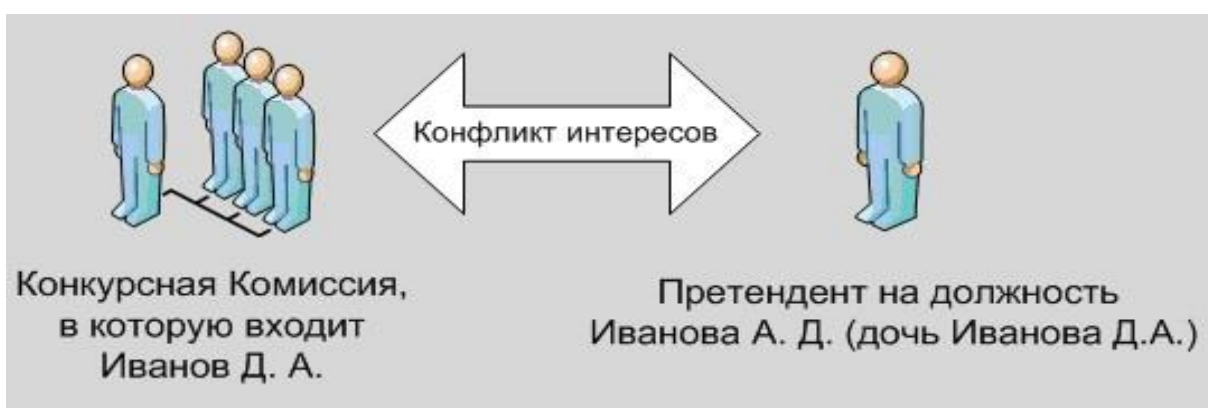 Конфликт интересов
Конкурсная Комиссия,
в которую входит
Иванов Д. А.
Претендент на должность
Иванова А. Д. (дочь Иванова Д.А.)